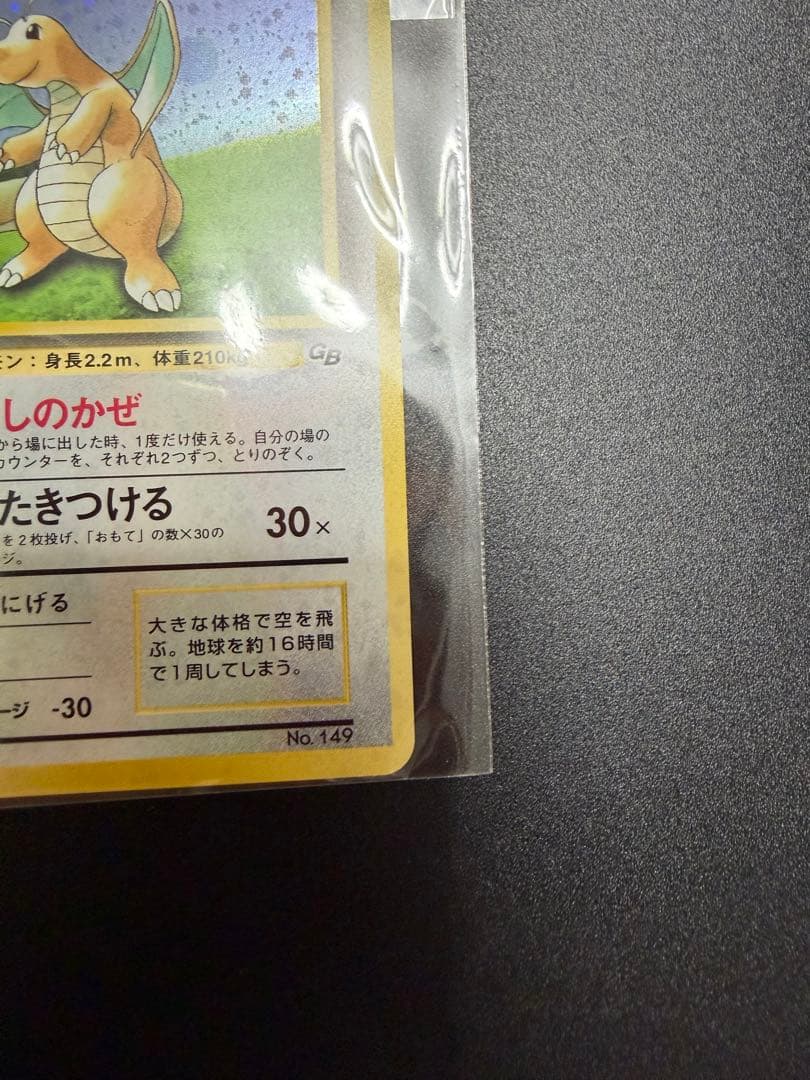 モン：身長2.2m、体重210kg
GB
しのかぜ
から場に出した時、1度だけ使える。自分の場の
カウンターを、それぞれ2つずつ、とりのぞく。
たきつける
30×
を２枚投げ、「おもて」の数×30の
ジ。
にげる
大きな体格で空を飛
ぶ。地球を約16時間
で１周してしまう。
ージ -30
No. 149